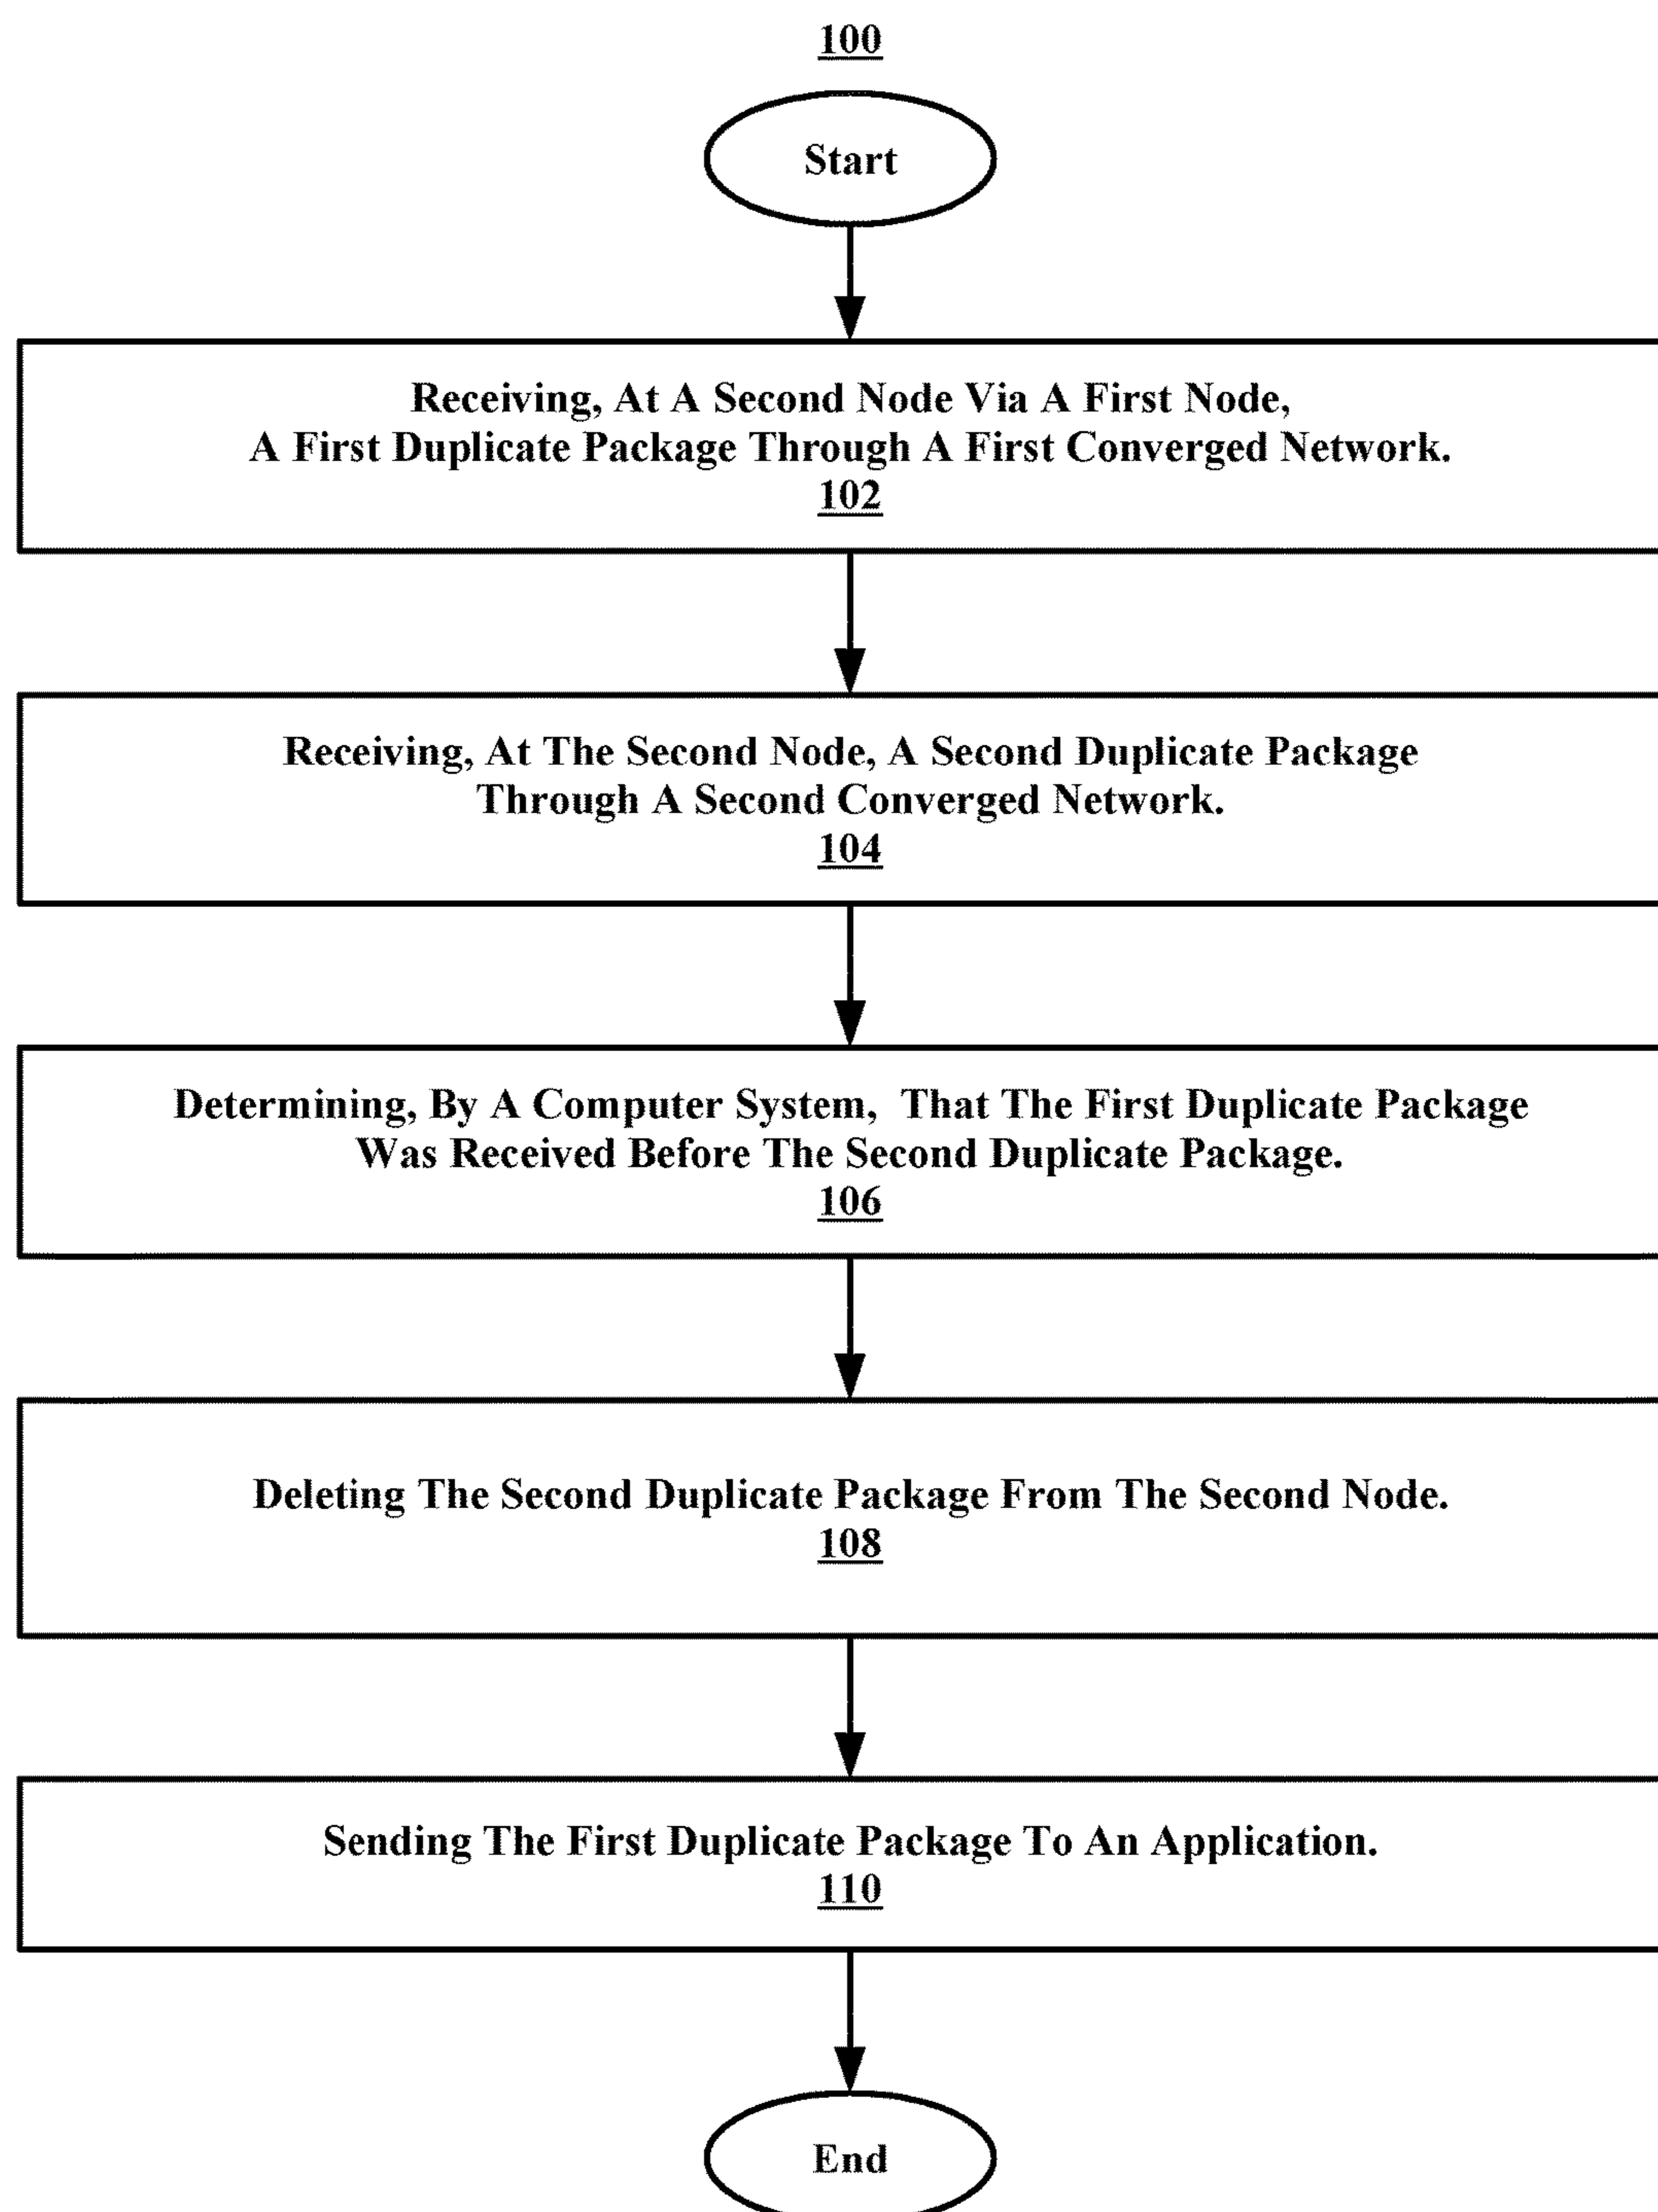 100
Start
Receiving, At A Second Node Via A First Node,
A First Duplicate Package Through A First Converged Network.
102
Receiving, At The Second Node, A Second Duplicate Package
Through A Second Converged Network.
104
Determining, By A Computer System, That The First Duplicate Package
Was Received Before The Second Duplicate Package.
106
Deleting The Second Duplicate Package From The Second Node.
108
Sending The First Duplicate Package To An Application.
110
End